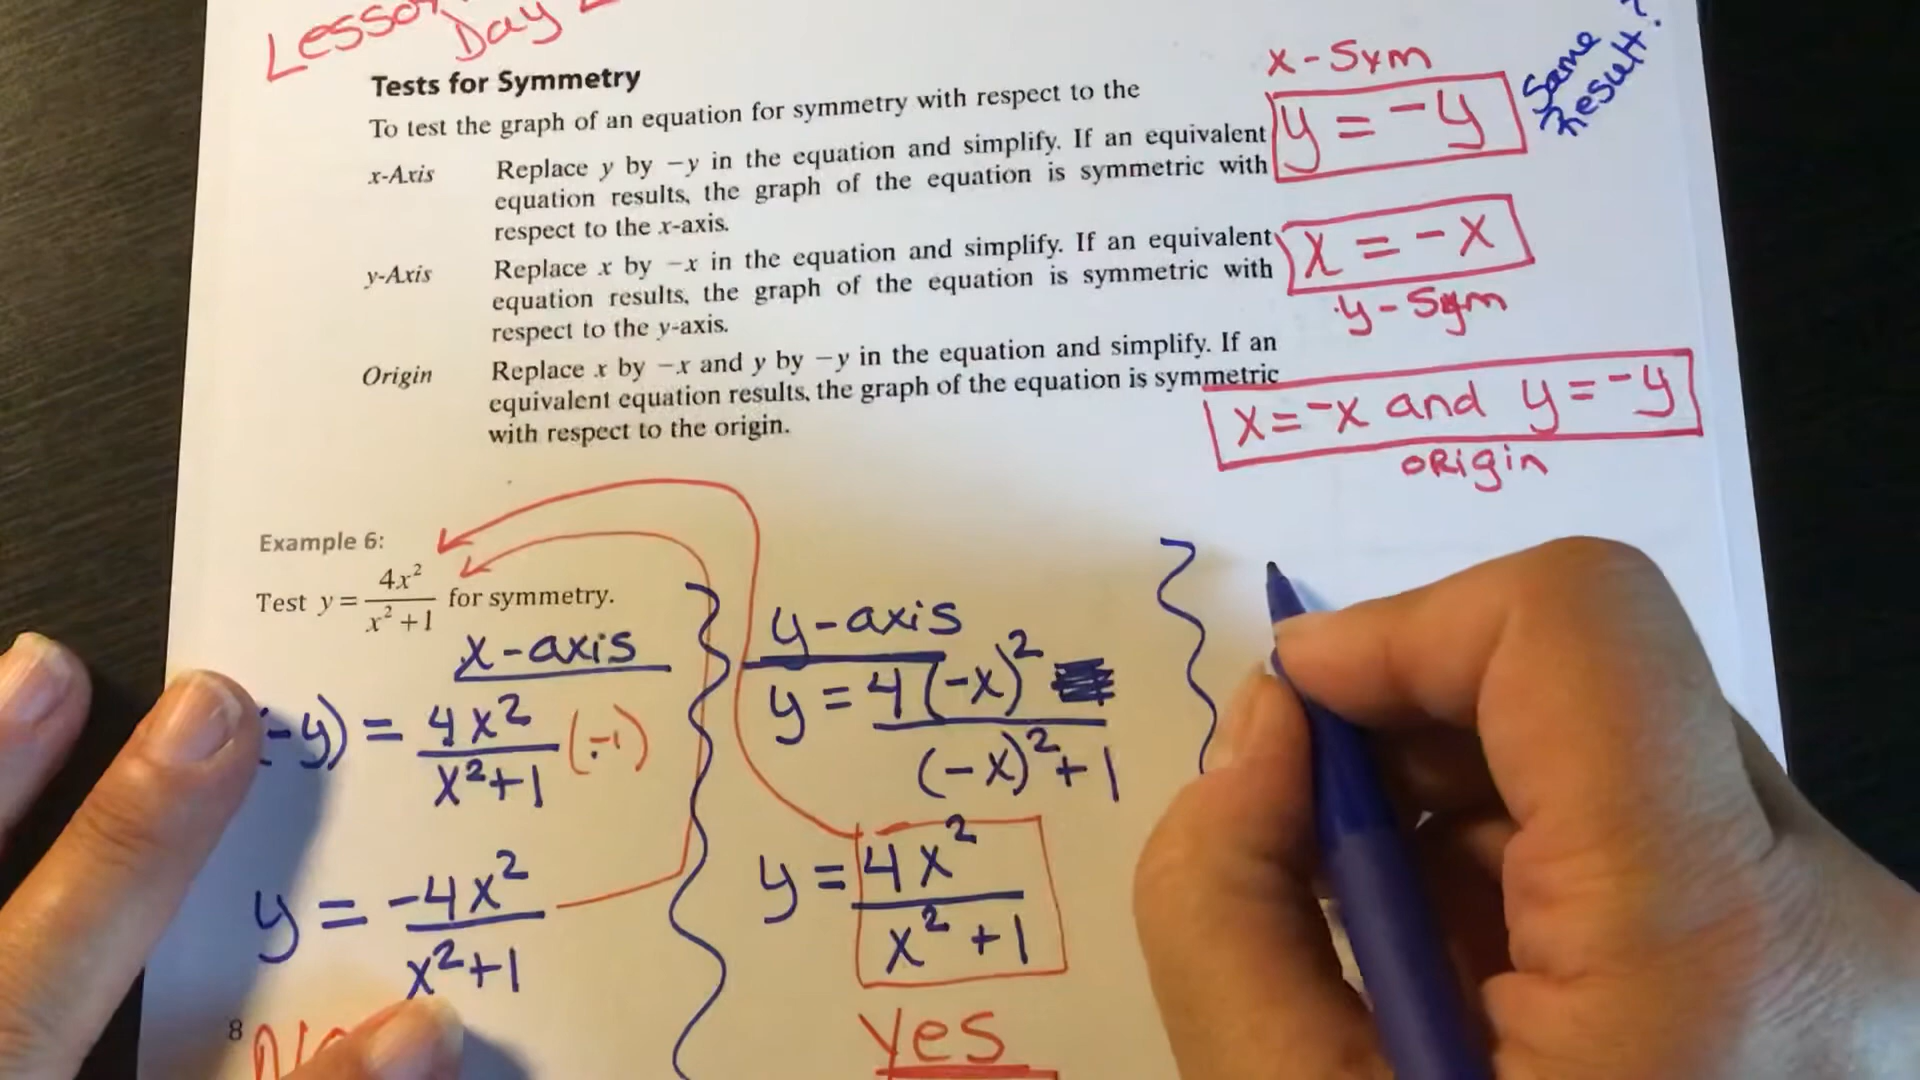 Lesson
Day
Tests for Symmetry
To test the graph of an equation for symmetry with respect to the
x-Axis Replace y by −y in the equation and simplify. If an equivalent
equation results, the graph of the equation is symmetric with
respect to the x-axis.
y-Axis Replace x by −x in the equation and simplify. If an equivalent
equation results, the graph of the equation is symmetric with
respect to the y-axis.
Origin Replace x by −x and y by −y in the equation and simplify. If an
equivalent equation results, the graph of the equation is symmetric
with respect to the origin.
x-Sym
y = -y
Same
Result?
x = -x
y-Sym
x=-x and y=-y
ORigin
Example 6:
Test y = 4x²/(x² + 1) for symmetry.
x-axis
-y) = 4x²/(x²+1) (-1)
y = -4x²/(x²+1)
y-axis
y = 4(-x)²/((-x)²+1)
y = 4x²/(x²+1)
yes
8